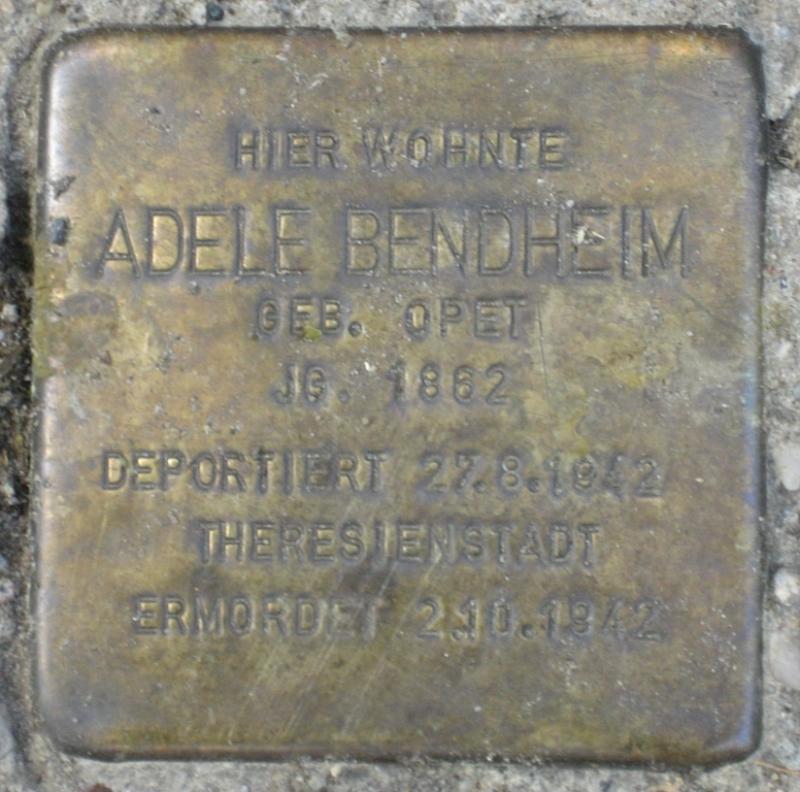 HIER WOHNTE
ADELE BENDHEIM
GEB. OPET
JG. 1862
DEPORTIERT 27.8.1942
THERESIENSTADT
ERMORDET 2.10.1942